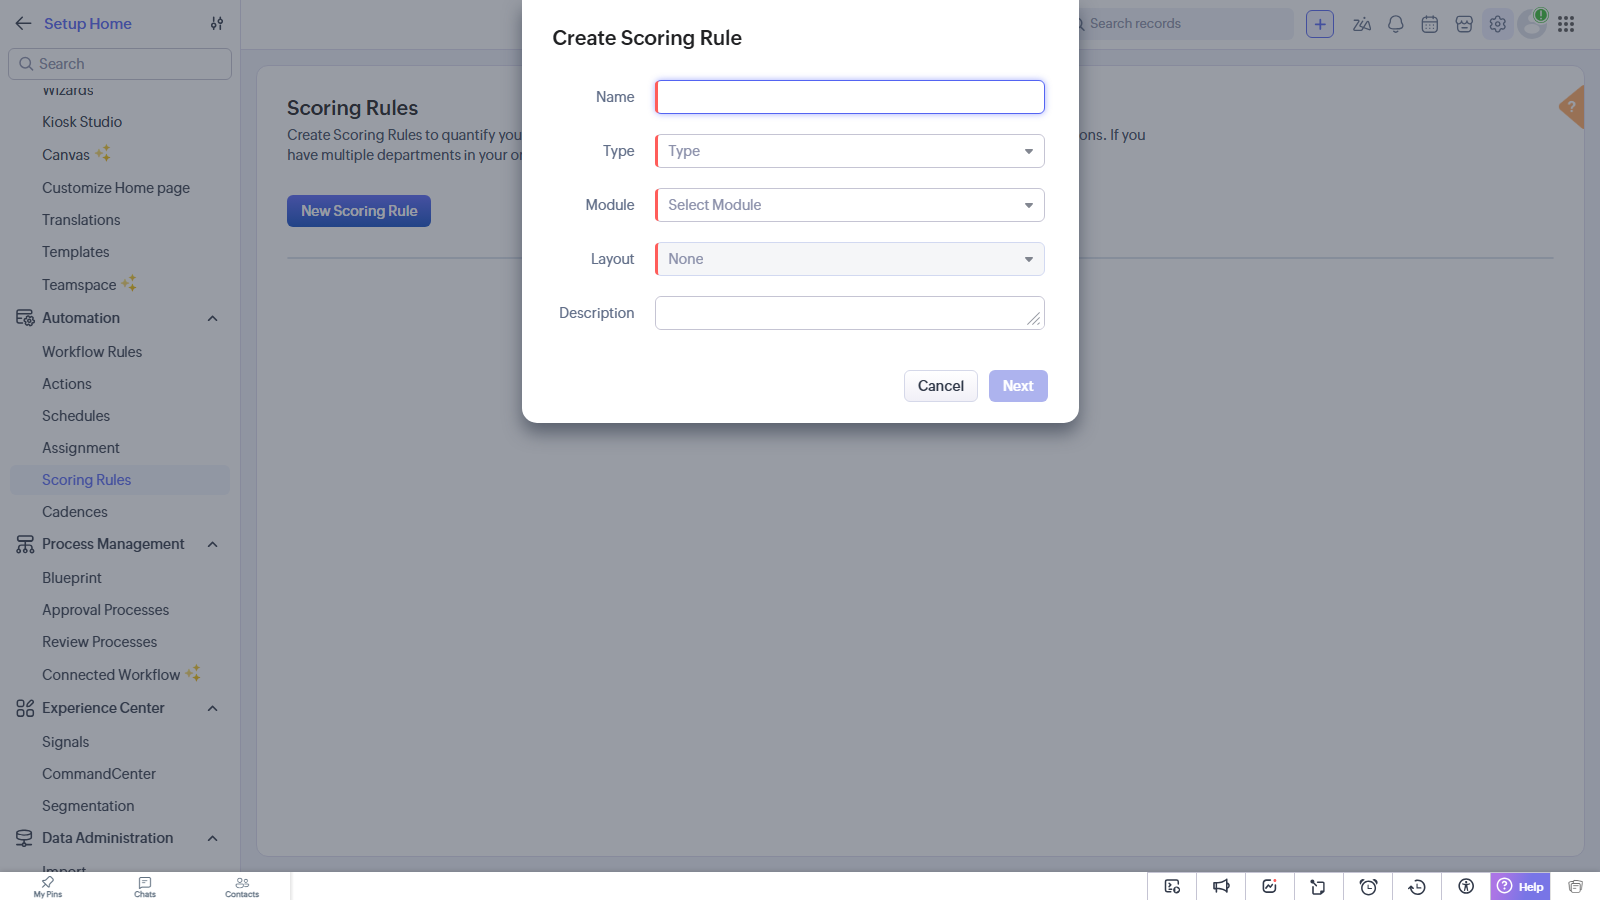 Setup Home
Search
Wizards
Kiosk Studio
Canvas
Customize Home page
Translations
Templates
Teamspace
Automation
Workflow Rules
Actions
Schedules
Assignment
Scoring Rules
Cadences
Process Management
Blueprint
Approval Processes
Review Processes
Connected Workflow
Experience Center
Signals
CommandCenter
Segmentation
Data Administration
Import
Search records
Scoring Rules
Create Scoring Rules to quantify you
ons. If you
have multiple departments in your or
New Scoring Rule
?
Create Scoring Rule
Name
Type
Type
Module
Select Module
Layout
None
Description
Cancel
Next
My Pins
Chats
Contacts
Help